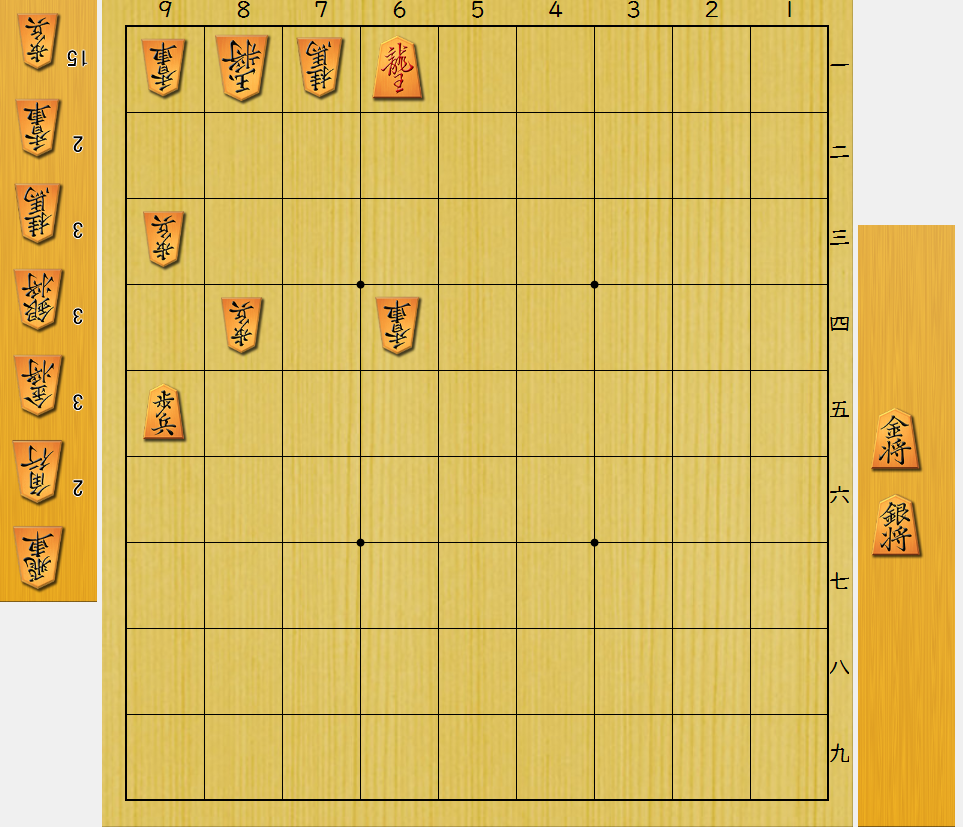 9 8 7 6 5 4 3 2 1
歩兵 15
香車 2
桂馬 3
銀将 3
金将 3
角行 2
飛車
香車 玉将 桂馬 龍王 一
二
歩兵 三
歩兵 香車 四
歩兵 五
六
七
八
九
金将
銀将